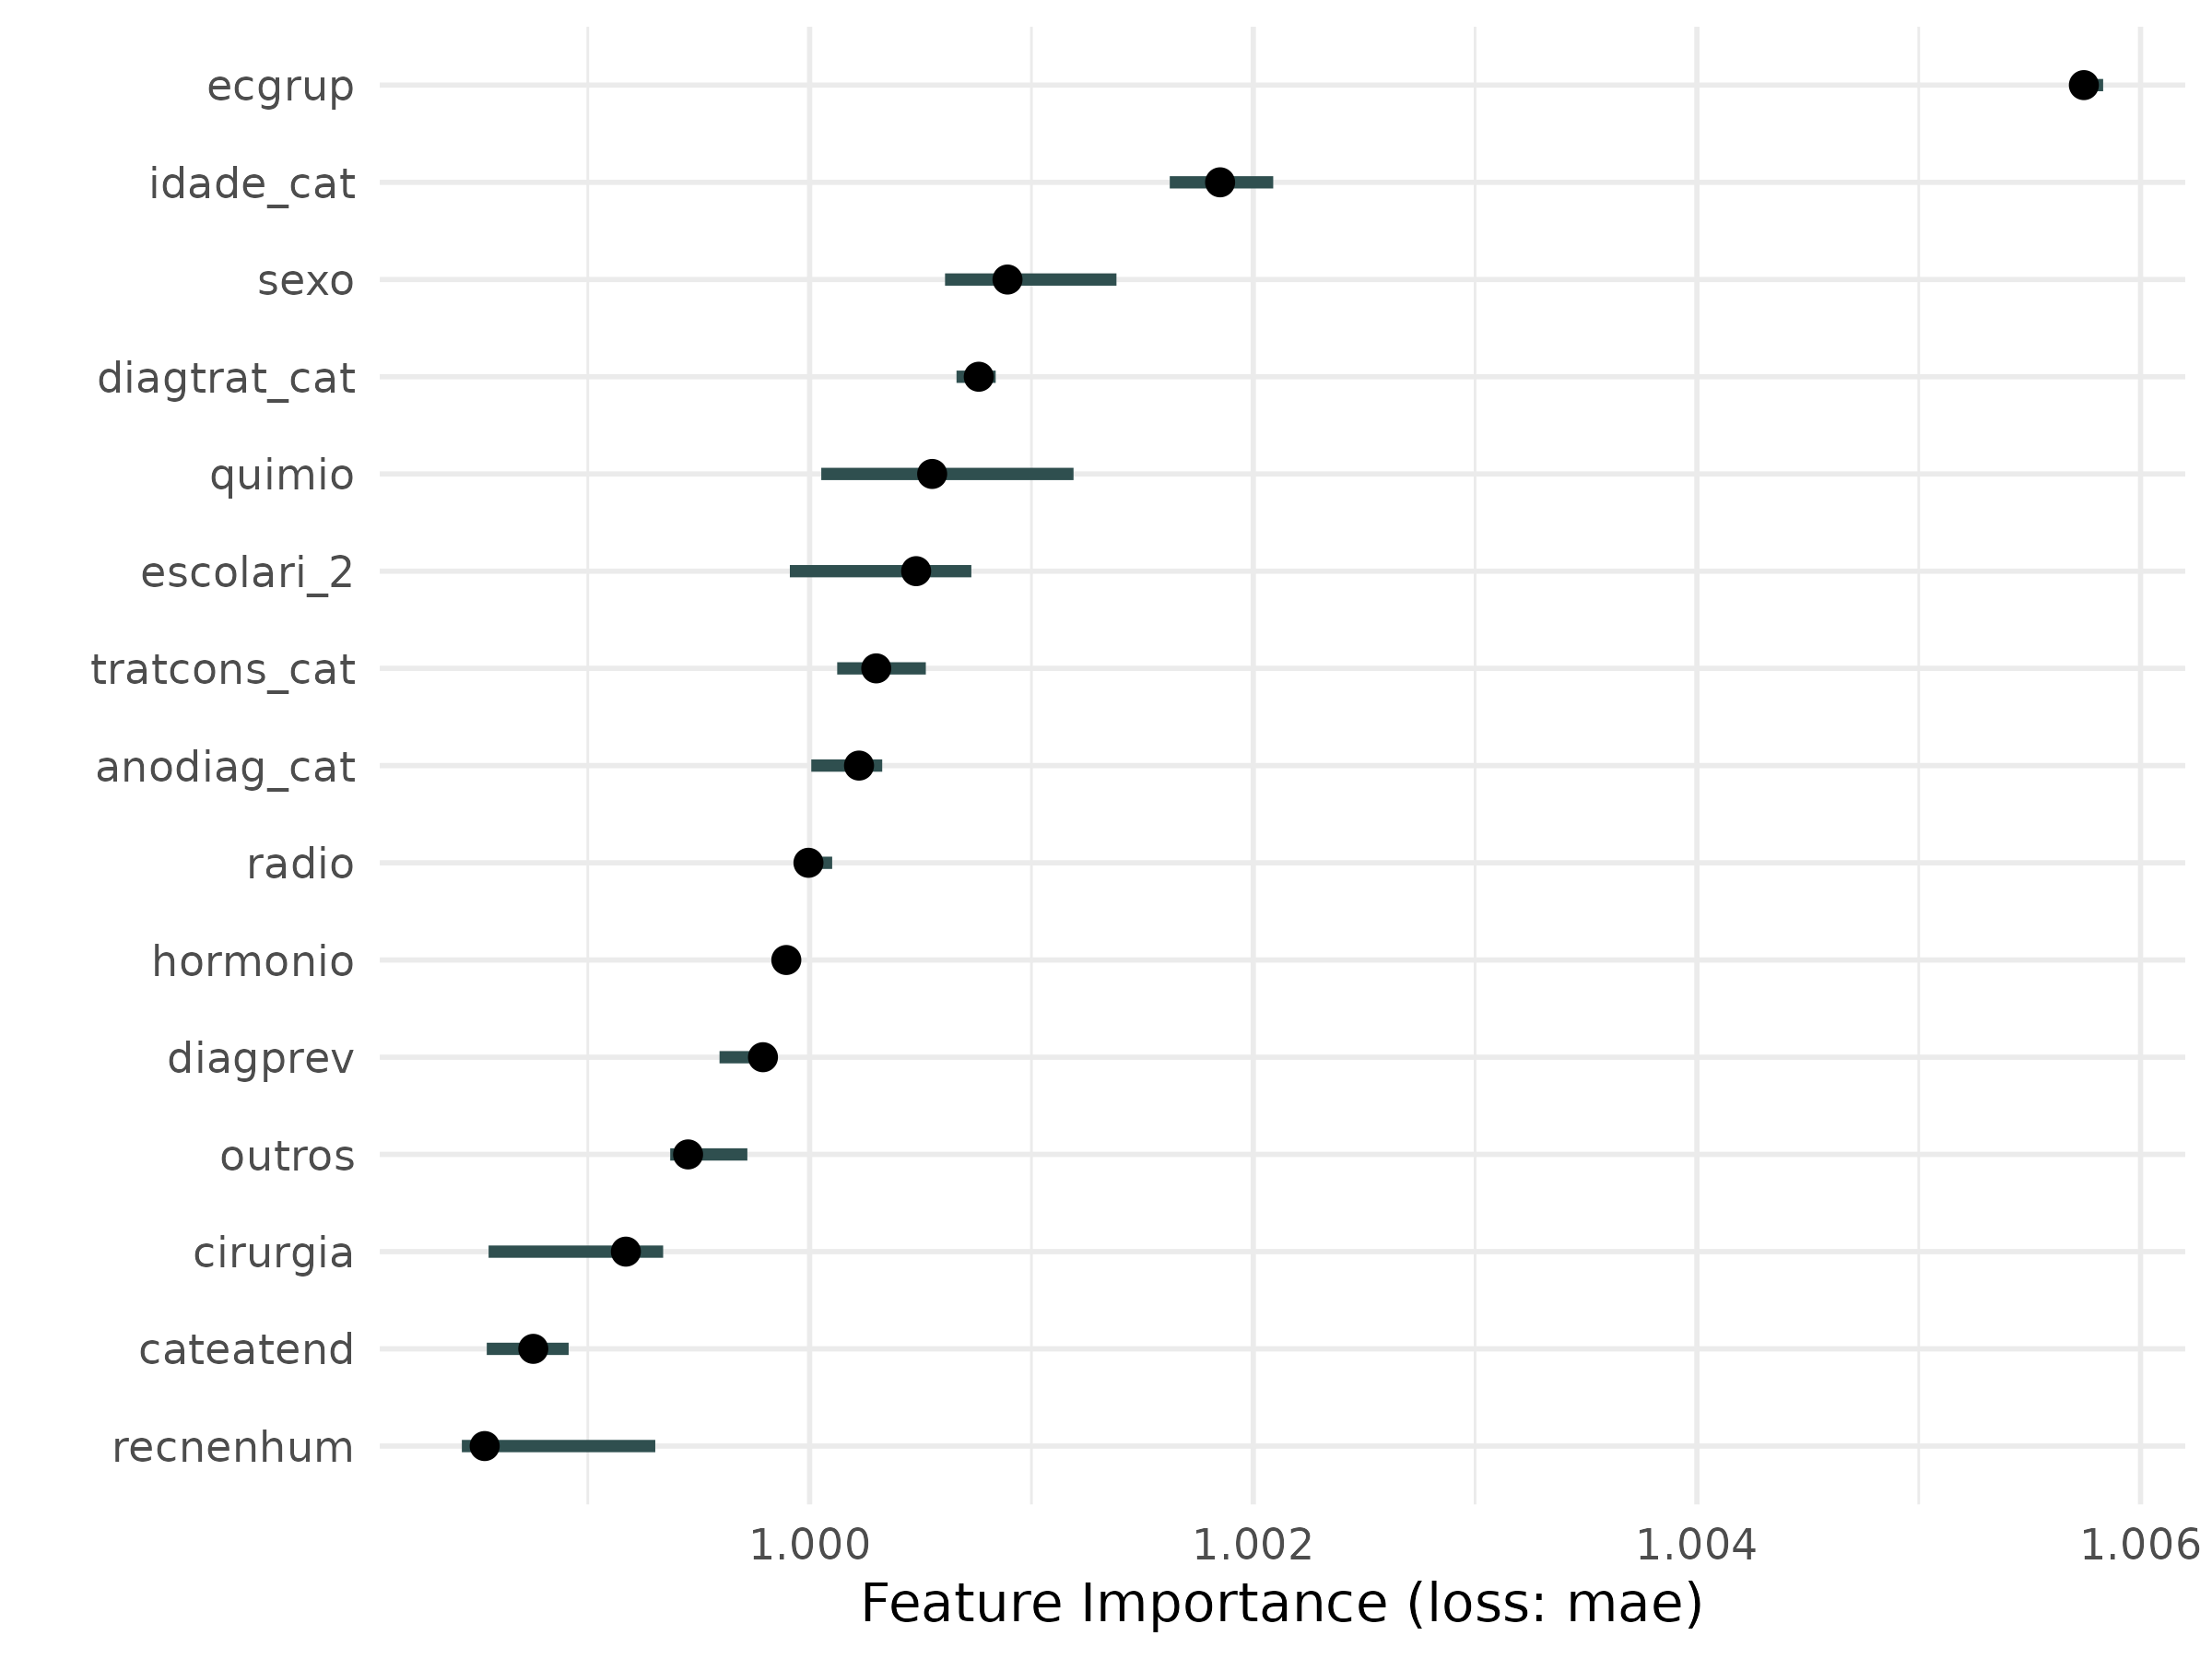 ecgrup
idade_cat
sexo
diagtrat_cat
quimio
escolari_2
tratcons_cat
anodiag_cat
radio
hormonio
diagprev
outros
cirurgia
cateatend
recnenhum
1.000 1.002 1.004 1.006
Feature Importance (loss: mae)